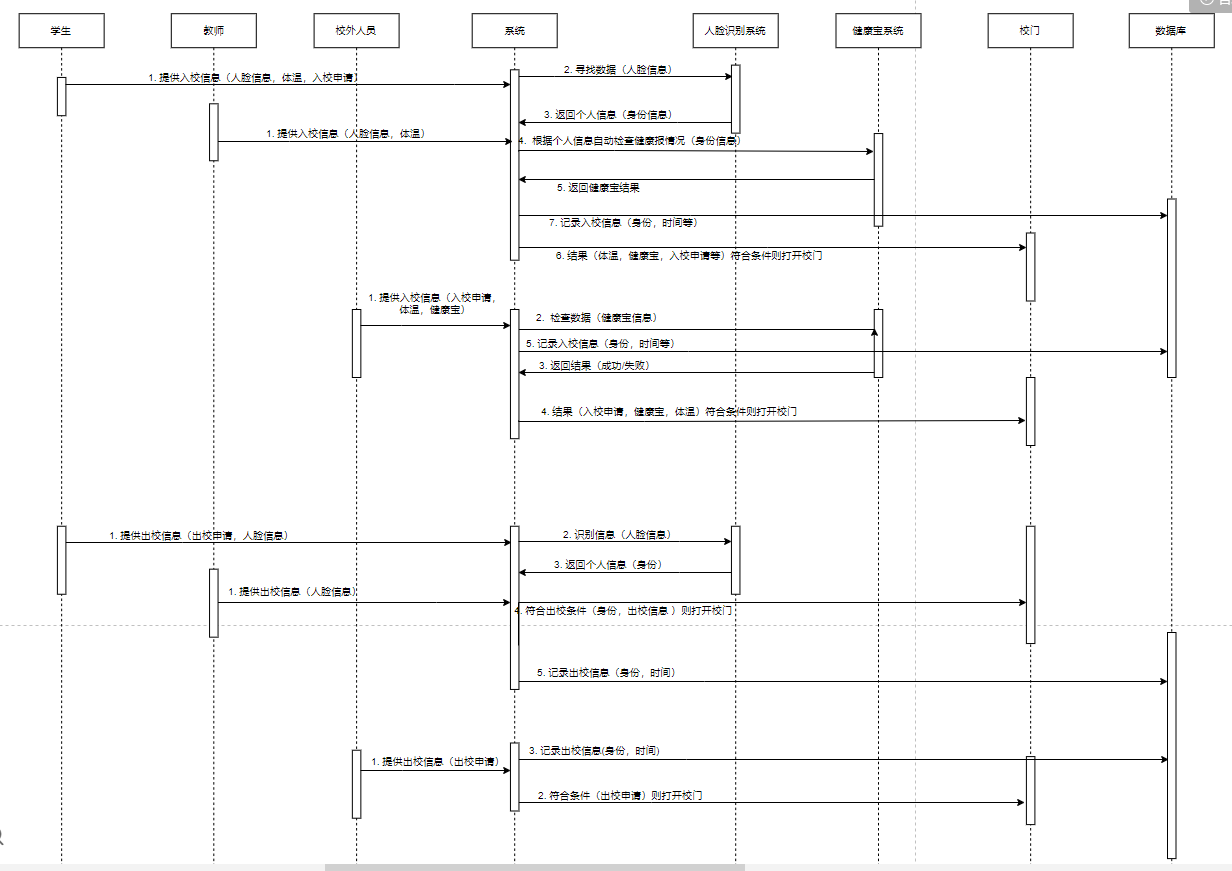 学生
教师
校外人员
系统
人脸识别系统
健康宝系统
校门
数据库
1. 提供入校信息（人脸信息，体温，入校申请）
2. 寻找数据（人脸信息）
3. 返回个人信息（身份信息）
1. 提供入校信息（人脸信息，体温）
4. 根据个人信息自动检查健康报情况（身份信息）
5. 返回健康宝结果
7. 记录入校信息（身份，时间等）
6. 结果（体温，健康宝，入校申请等）符合条件则打开校门
1. 提供入校信息（入校申请，
体温，健康宝）
2. 检查数据（健康宝信息）
5. 记录入校信息（身份，时间等）
3. 返回结果（成功/失败）
4. 结果（入校申请，健康宝，体温）符合条件则打开校门
1. 提供出校信息（出校申请，人脸信息）
2. 识别信息（人脸信息）
3. 返回个人信息（身份）
1. 提供出校信息（人脸信息）
4. 符合出校条件（身份，出校信息 ）则打开校门
5. 记录出校信息（身份，时间）
3. 记录出校信息(身份，时间)
1. 提供出校信息（出校申请）
2. 符合条件（出校申请）则打开校门